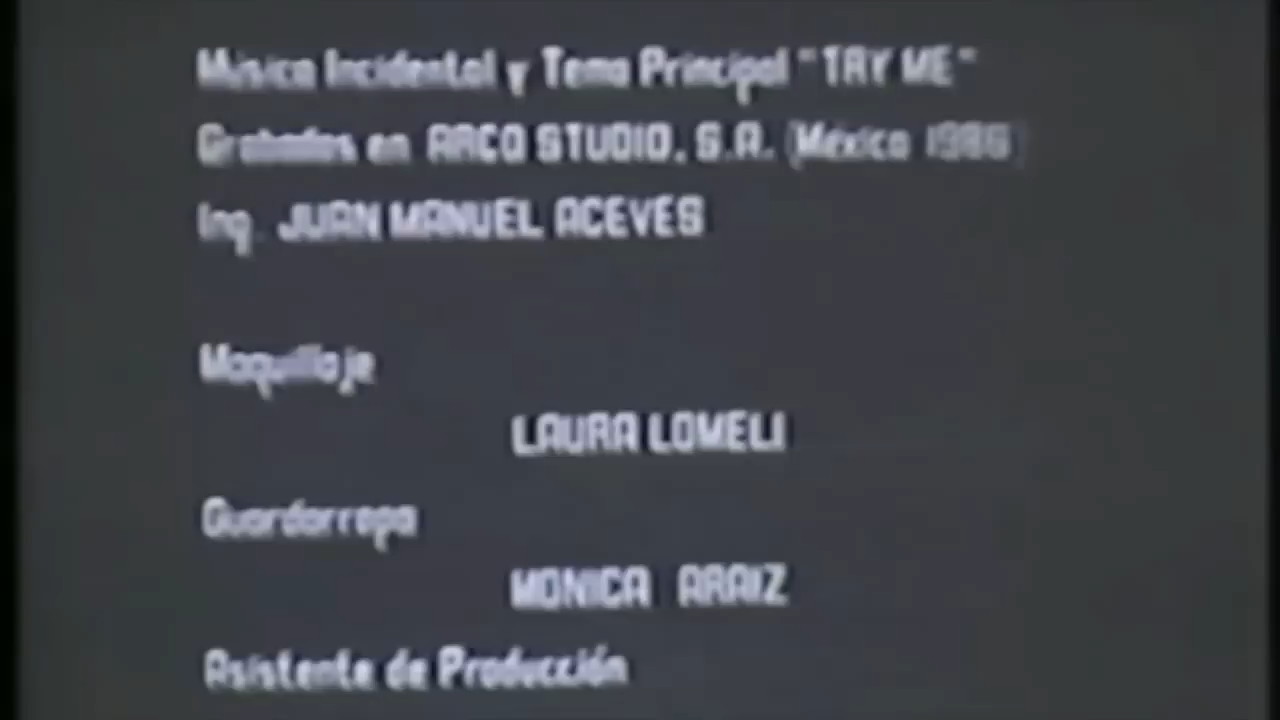 Música Incidental y Tema Principal "TRY ME"
Grabados en ARCO STUDIO, S.A. (México 1986)
Ing. JUAN MANUEL ACEVES
Maquillaje
LAURA LOMELI
Guardarropa
MONICA ARAIZ
Asistente de Producción